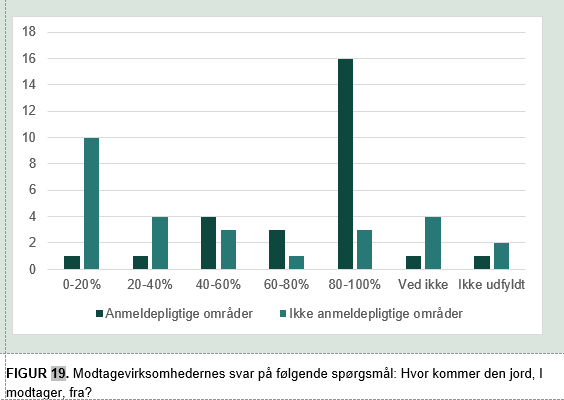 18
16
14
12
10
8
6
4
2
0
0-20% 20-40% 40-60% 60-80% 80-100% Ved ikke Ikke udfyldt
Anmeldepligtige områder Ikke anmeldepligtige områder
FIGUR 19. Modtagevirksomhedernes svar på følgende spørgsmål: Hvor kommer den jord, I
modtager, fra?